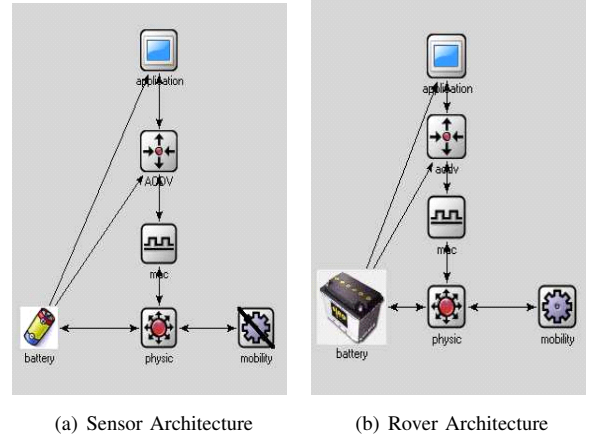 application
AODV
mac
battery
physic
mobility
(a) Sensor Architecture
application
aodv
mac
battery
physic
mobility
(b) Rover Architecture